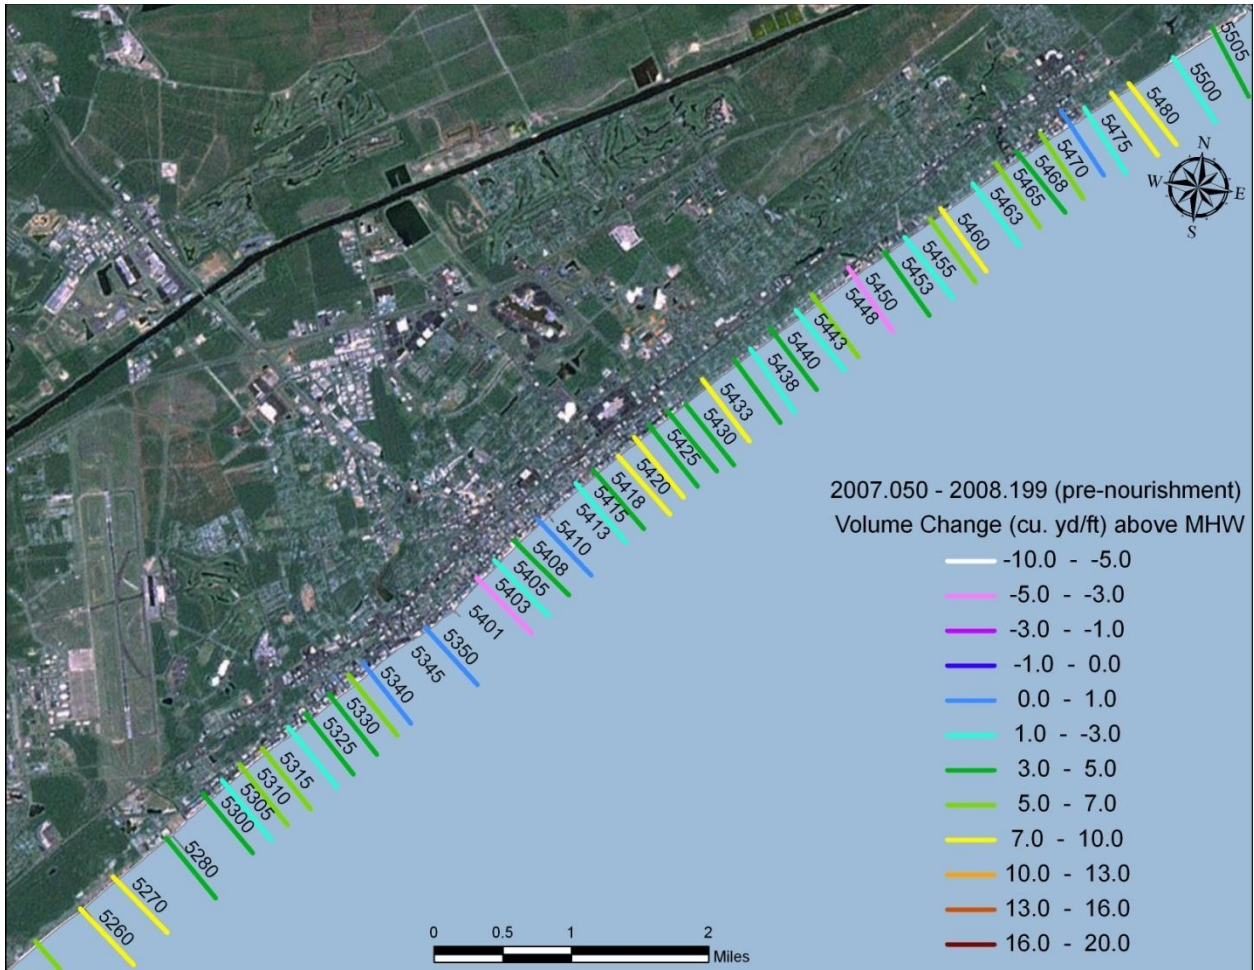 5505
5500
5480
5475
5470
5468
5465
5463
5460
5455
5453
5450
5448
5443
5440
5438
5433
5430
5425
5420
5418
5415
5413
5410
5408
5405
5403
5401
5350
5345
5340
5330
5325
5315
5310
5305
5300
5280
5270
5260
N
W E
S
2007.050 - 2008.199 (pre-nourishment)
Volume Change (cu. yd/ft) above MHW
-10.0 - -5.0
-5.0 - -3.0
-3.0 - -1.0
-1.0 - 0.0
0.0 - 1.0
1.0 - -3.0
3.0 - 5.0
5.0 - 7.0
7.0 - 10.0
10.0 - 13.0
13.0 - 16.0
16.0 - 20.0
0 0.5 1 2
Miles